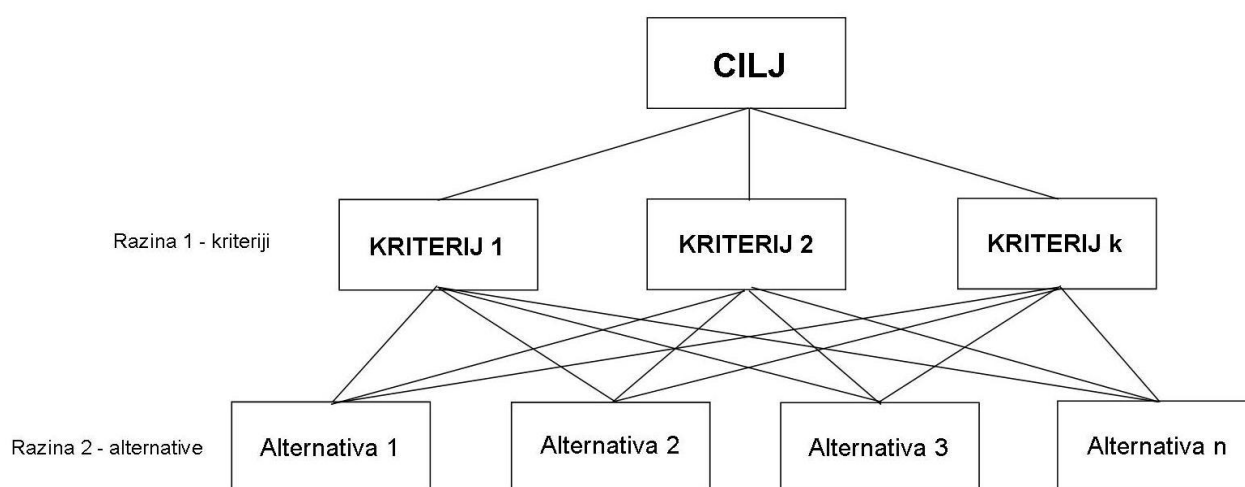 CILJ
Razina 1 - kriteriji
KRITERIJ 1
KRITERIJ 2
KRITERIJ k
Razina 2 - alternative
Alternativa 1
Alternativa 2
Alternativa 3
Alternativa n